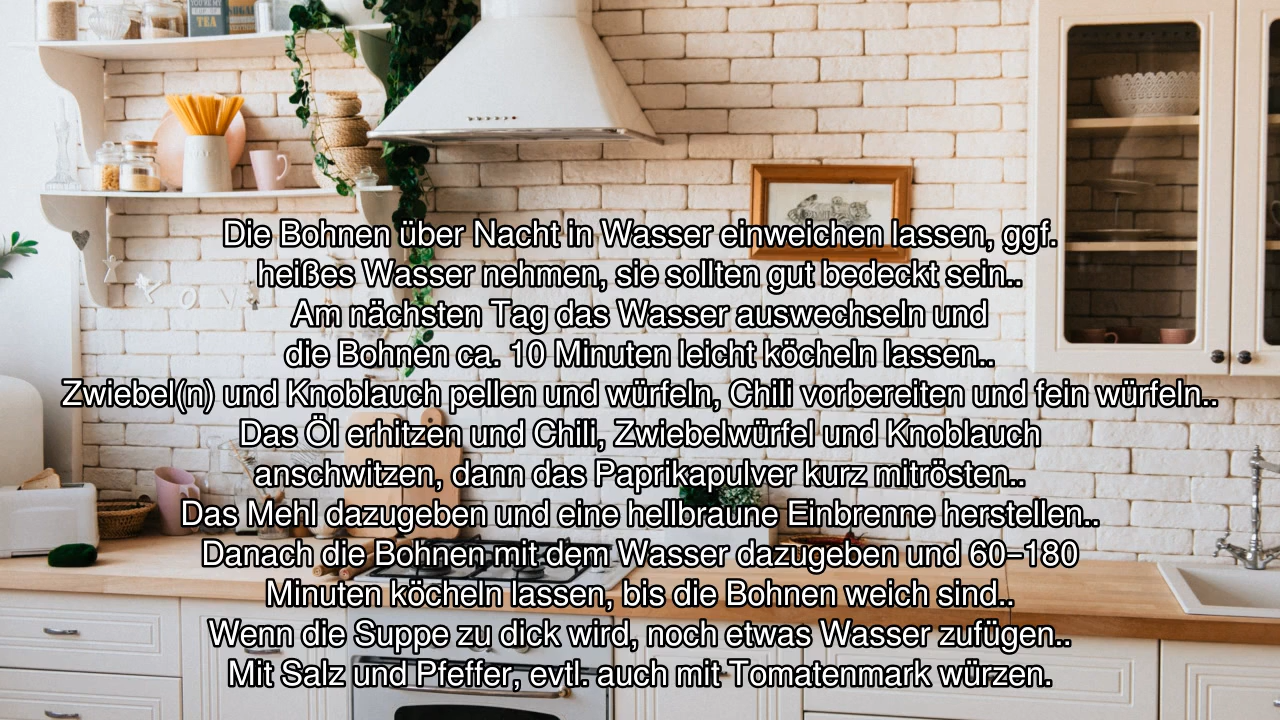 YOU'RE MY
TEA
SUGAR
Die Bohnen über Nacht in Wasser einweichen lassen, ggf.
heißes Wasser nehmen, sie sollten gut bedeckt sein..
Am nächsten Tag das Wasser auswechseln und
die Bohnen ca. 10 Minuten leicht köcheln lassen..
Zwiebel(n) und Knoblauch pellen und würfeln, Chili vorbereiten und fein würfeln..
Das Öl erhitzen und Chili, Zwiebelwürfel und Knoblauch
anschwitzen, dann das Paprikapulver kurz mitrösten..
Das Mehl dazugeben und eine hellbraune Einbrenne herstellen..
Danach die Bohnen mit dem Wasser dazugeben und 60–180
Minuten köcheln lassen, bis die Bohnen weich sind..
Wenn die Suppe zu dick wird, noch etwas Wasser zufügen..
Mit Salz und Pfeffer, evtl. auch mit Tomatenmark würzen.